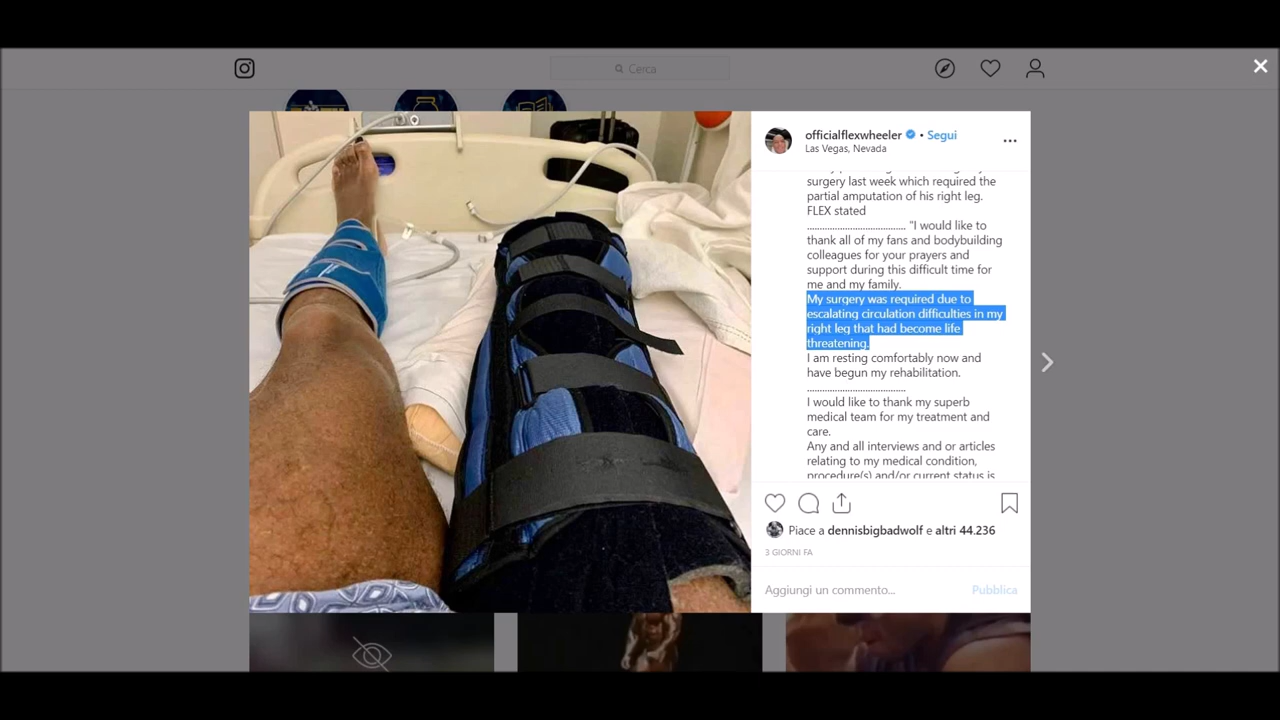 Cerca
officialflexwheeler • Segui
Las Vegas, Nevada
surgery last week which required the
partial amputation of his right leg.
FLEX stated
....................................... "I would like to
thank all of my fans and bodybuilding
colleagues for your prayers and
support during this difficult time for
me and my family.
My surgery was required due to
escalating circulation difficulties in my
right leg that had become life
threatening.
I am resting comfortably now and
have begun my rehabilitation.
.......................................
I would like to thank my superb
medical team for my treatment and
care.
Any and all interviews and or articles
relating to my medical condition,
procedure(s) and/or current status is
Piace a dennisbigbadwolf e altri 44.236
3 GIORNI FA
Aggiungi un commento...
Pubblica